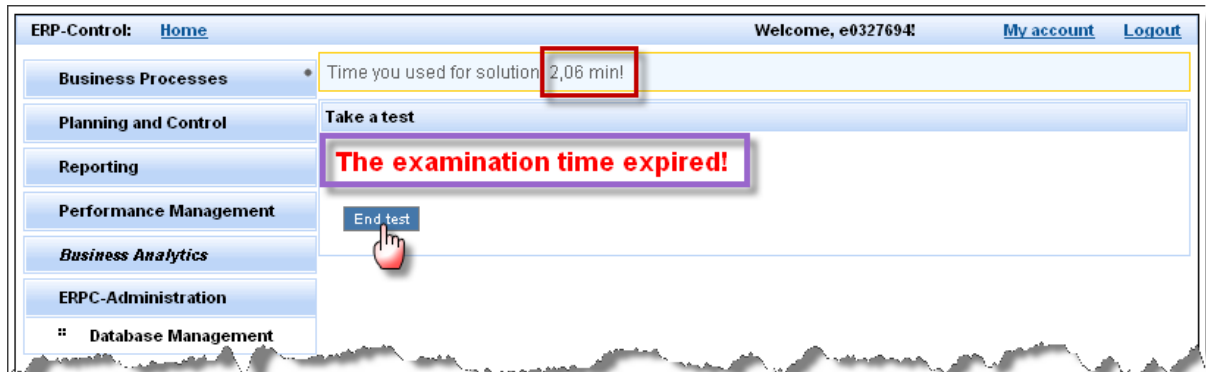 ERP-Control: Home Welcome, e0327694! My account Logout
Business Processes
Planning and Control
Reporting
Performance Management
Business Analytics
ERPC-Administration
Database Management
Time you used for solution 2,06 min!
Take a test
The examination time expired!
End test